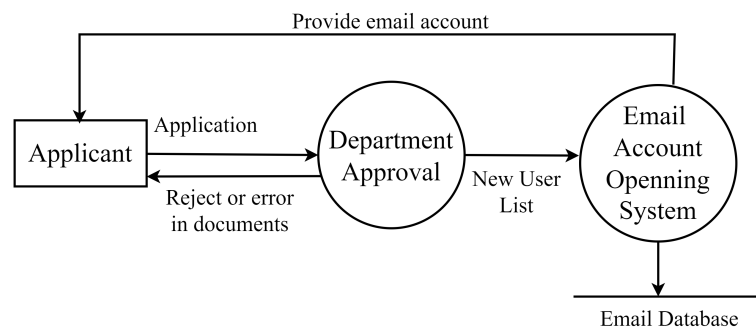 Provide email account
Applicant
Application
Reject or error
in documents
Department
Approval
New User
List
Email
Account
Openning
System
Email Database